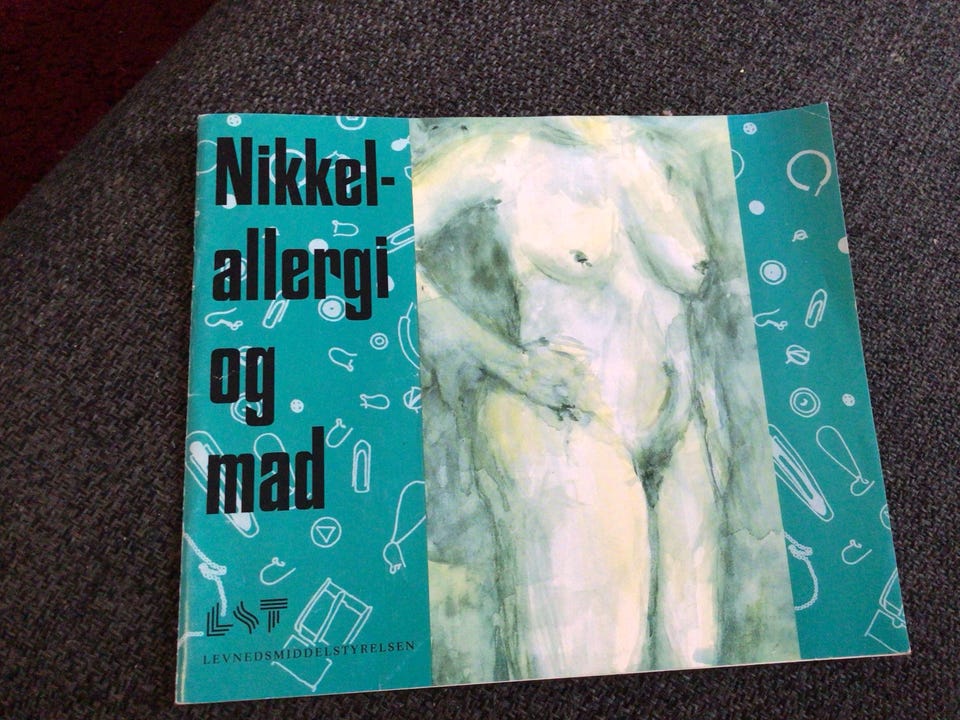 Nikkel-
allergi
og
mad
LST
LEVNEDSMIDDELSTYRELSEN